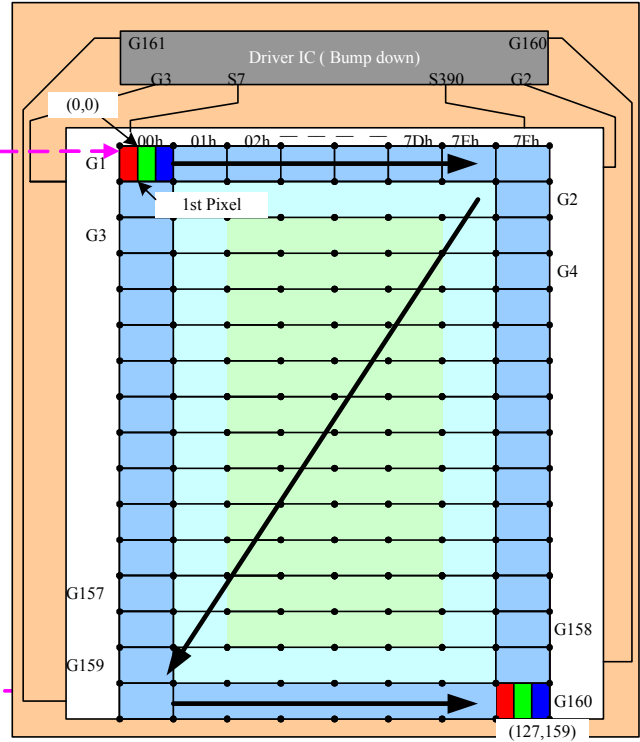 G161
G160
Driver IC ( Bump down)
G3
S7
S390
G2
(0,0)
00h
01h
02h
7Dh
7Eh
7Fh
G1
1st Pixel
G2
G3
G4
G157
G158
G159
G160
(127,159)